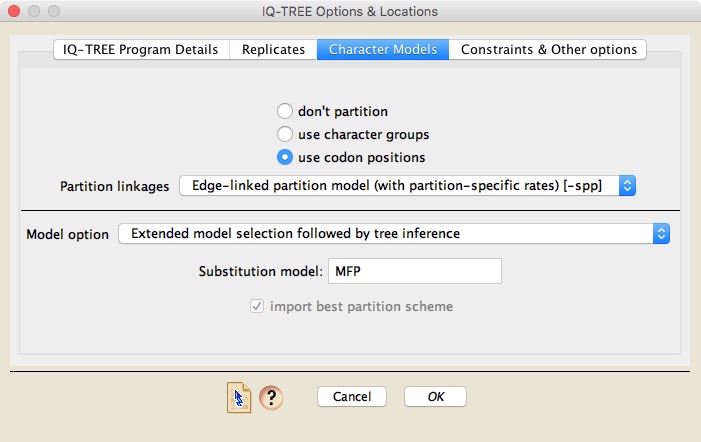 IQ-TREE Options & Locations
IQ-TREE Program Details Replicates Character Models Constraints & Other options
don't partition
use character groups
use codon positions
Partition linkages Edge-linked partition model (with partition-specific rates) [-spp]
Model option Extended model selection followed by tree inference
Substitution model: MFP
import best partition scheme
? Cancel OK